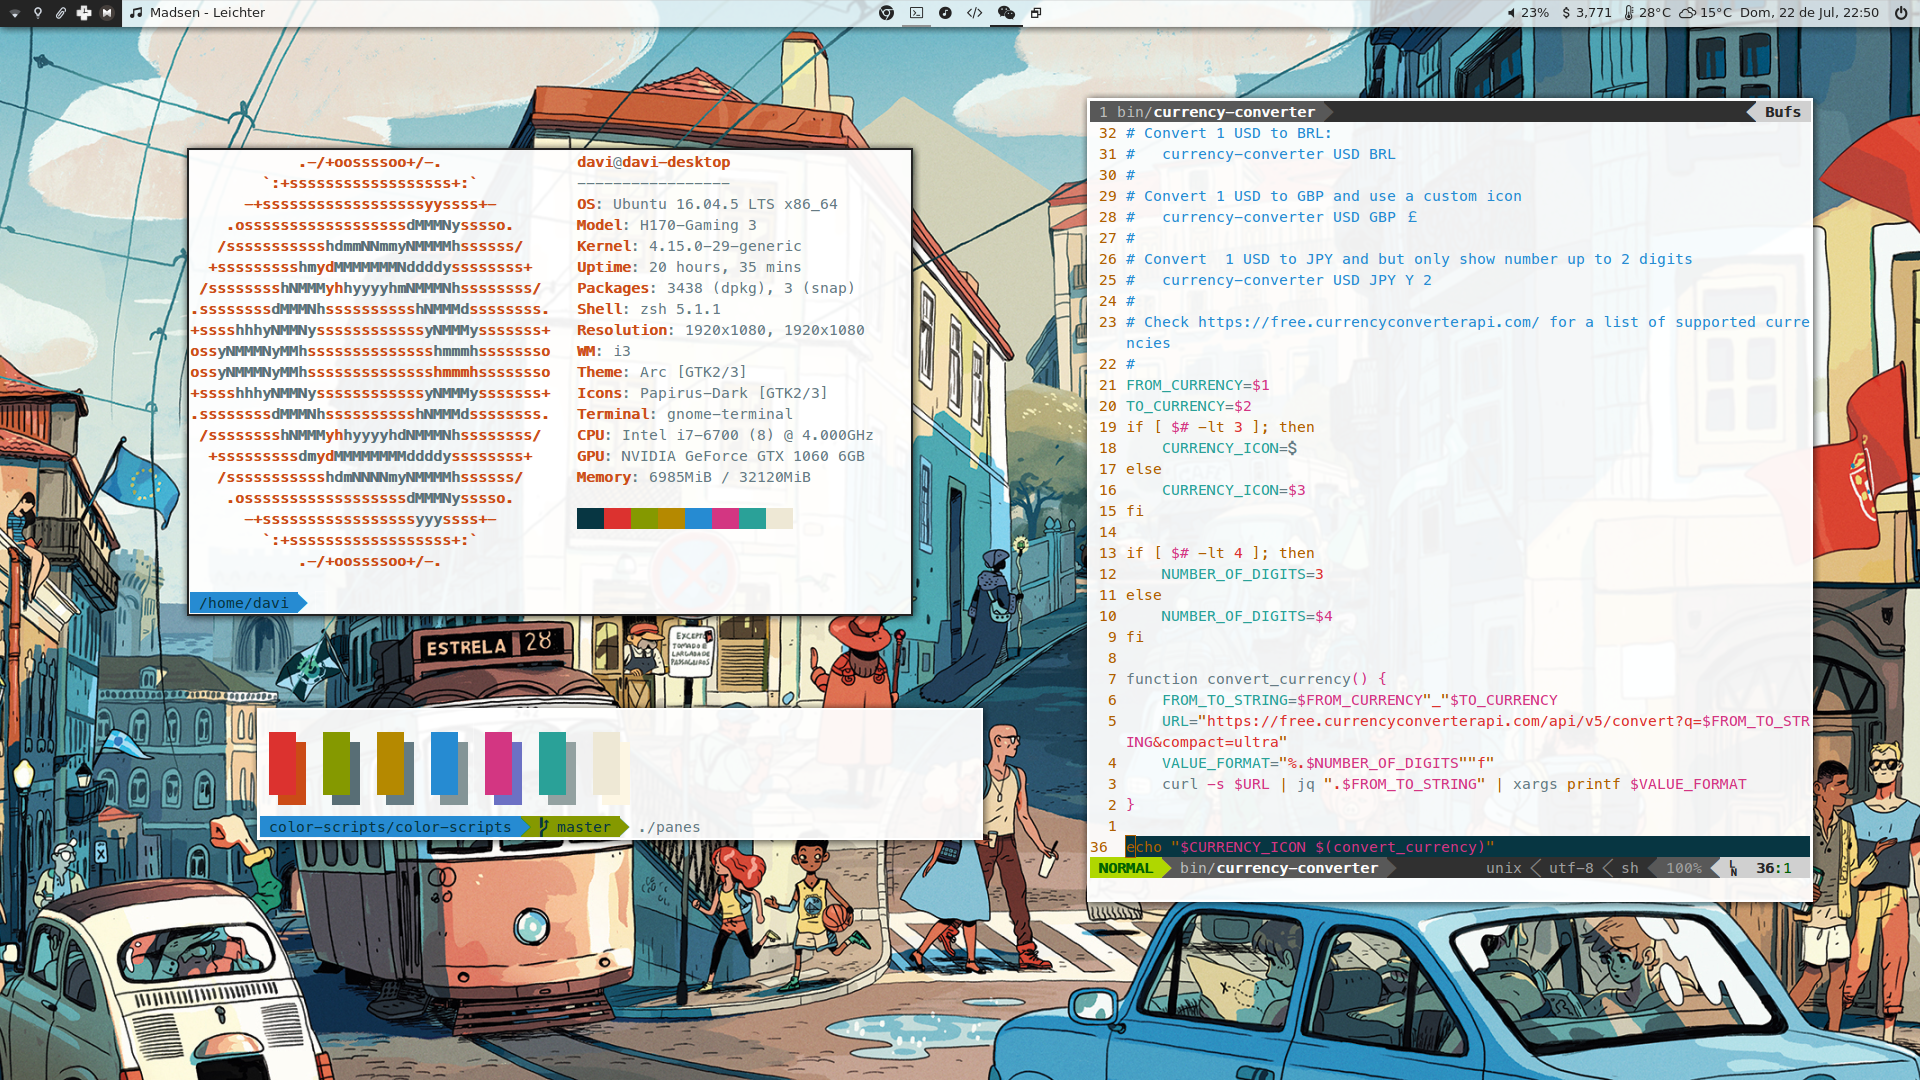 Madsen - Leichter
23% $ 3,771 28°C 15°C Dom, 22 de Jul, 22:50
.-/+oossssoo+/-.
`:+ssssssssssssssssss+:`
-+ssssssssssssssssssyyssss+-
.ossssssssssssssssssdMMMNysssso.
/ssssssssssshdmmNNmmyNMMMMhssssss/
+ssssssssshmydMMMMMMMNddddyssssssss+
/sssssssshNMMMyhhyyyyhmNMMMNhssssssss/
.ssssssssdMMMNhsssssssssshNMMMdssssssss.
+sssshhhyNMMNyssssssssssssyNMMMysssssss+
ossyNMMMNyMMhsssssssssssssshmmmhssssssso
ossyNMMMNyMMhsssssssssssssshmmmhssssssso
+sssshhhyNMMNyssssssssssssyNMMMysssssss+
.ssssssssdMMMNhsssssssssshNMMMdssssssss.
/sssssssshNMMMyhhyyyyhdNMMMNhssssssss/
+sssssssssdmydMMMMMMMMddddyssssssss+
/ssssssssssshdmNNNNmyNMMMMhssssss/
.ossssssssssssssssssdMMMNysssso.
-+sssssssssssssssssyyyssss+-
`:+ssssssssssssssssss+:`
.-/+oossssoo+/-.
davi@davi-desktop
-----------------
OS: Ubuntu 16.04.5 LTS x86_64
Model: H170-Gaming 3
Kernel: 4.15.0-29-generic
Uptime: 20 hours, 35 mins
Packages: 3438 (dpkg), 3 (snap)
Shell: zsh 5.1.1
Resolution: 1920x1080, 1920x1080
WM: i3
Theme: Arc [GTK2/3]
Icons: Papirus-Dark [GTK2/3]
Terminal: gnome-terminal
CPU: Intel i7-6700 (8) @ 4.000GHz
GPU: NVIDIA GeForce GTX 1060 6GB
Memory: 6985MiB / 32120MiB
/home/davi
ESTRELA 28
EXCEPTO
TOMADA E
LARGADA DE
PASSAGEIROS
color-scripts/color-scripts master ./panes
1 bin/currency-converter Bufs
32 # Convert 1 USD to BRL:
31 #   currency-converter USD BRL
30 #
29 # Convert 1 USD to GBP and use a custom icon
28 #   currency-converter USD GBP £
27 #
26 # Convert  1 USD to JPY and but only show number up to 2 digits
25 #   currency-converter USD JPY Y 2
24 #
23 # Check https://free.currencyconverterapi.com/ for a list of supported curre
ncies
22 #
21 FROM_CURRENCY=$1
20 TO_CURRENCY=$2
19 if [ $# -lt 3 ]; then
18     CURRENCY_ICON=$
17 else
16     CURRENCY_ICON=$3
15 fi
14
13 if [ $# -lt 4 ]; then
12     NUMBER_OF_DIGITS=3
11 else
10     NUMBER_OF_DIGITS=$4
9 fi
8
7 function convert_currency() {
6     FROM_TO_STRING=$FROM_CURRENCY"_"$TO_CURRENCY
5     URL="https://free.currencyconverterapi.com/api/v5/convert?q=$FROM_TO_STR
ING&compact=ultra"
4     VALUE_FORMAT="%.$NUMBER_OF_DIGITS""f"
3     curl -s $URL | jq ".$FROM_TO_STRING" | xargs printf $VALUE_FORMAT
2 }
1
36 echo "$CURRENCY_ICON $(convert_currency)"
NORMAL bin/currency-converter unix utf-8 sh 100% LN 36:1